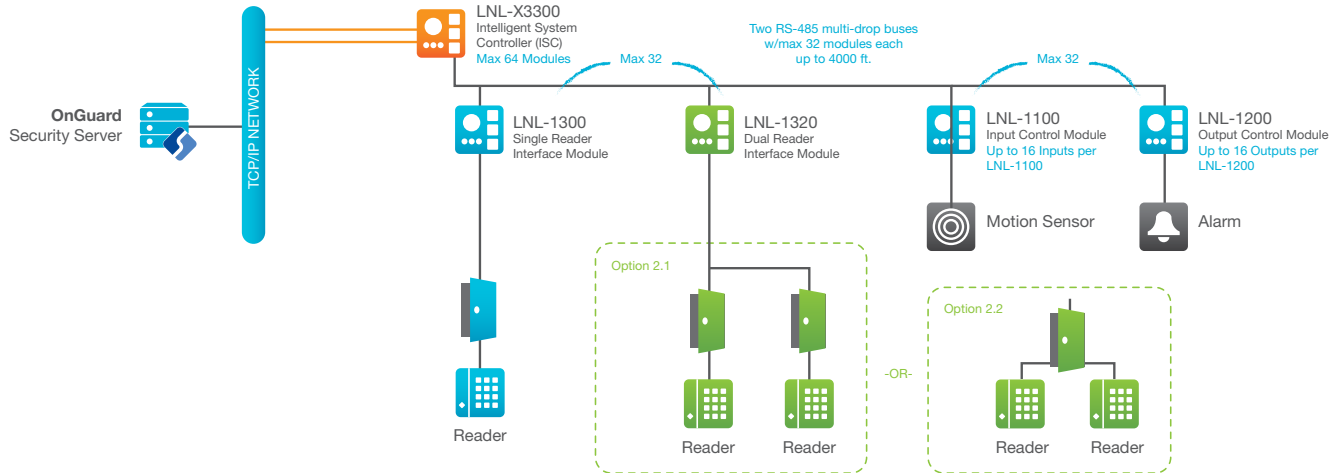 LNL-X3300
Intelligent System
Controller (ISC)
Max 64 Modules
Two RS-485 multi-drop buses
w/max 32 modules each
up to 4000 ft.
Max 32
Max 32
TCP/IP NETWORK
OnGuard
Security Server
LNL-1300
Single Reader
Interface Module
LNL-1320
Dual Reader
Interface Module
LNL-1100
Input Control Module
Up to 16 Inputs per
LNL-1100
LNL-1200
Output Control Module
Up to 16 Outputs per
LNL-1200
Motion Sensor
Alarm
Option 2.1
Option 2.2
-OR-
Reader
Reader
Reader
Reader
Reader